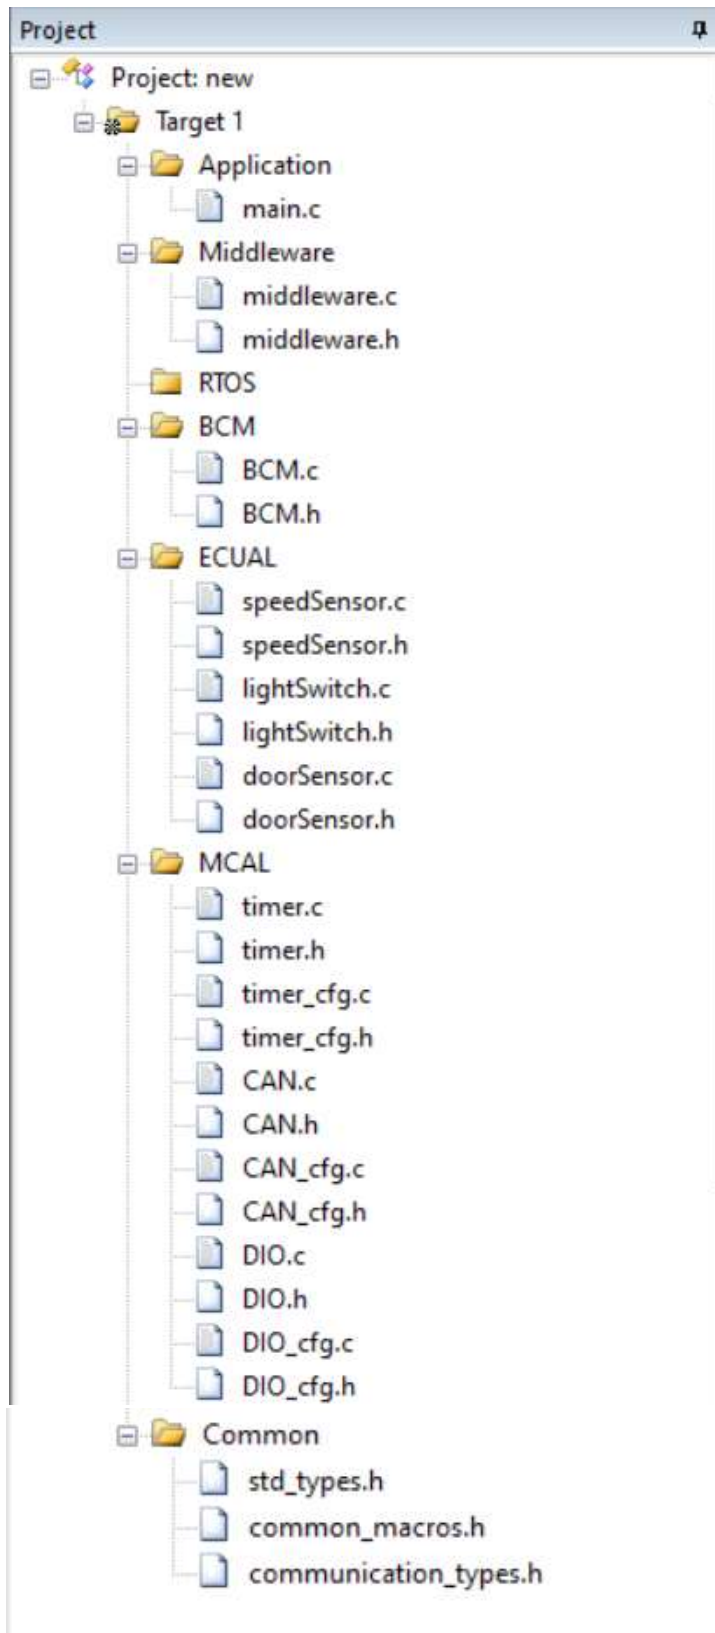 Project
Project: new
Target 1
Application
main.c
Middleware
middleware.c
middleware.h
RTOS
BCM
BCM.c
BCM.h
ECUAL
speedSensor.c
speedSensor.h
lightSwitch.c
lightSwitch.h
doorSensor.c
doorSensor.h
MCAL
timer.c
timer.h
timer_cfg.c
timer_cfg.h
CAN.c
CAN.h
CAN_cfg.c
CAN_cfg.h
DIO.c
DIO.h
DIO_cfg.c
DIO_cfg.h
Common
std_types.h
common_macros.h
communication_types.h